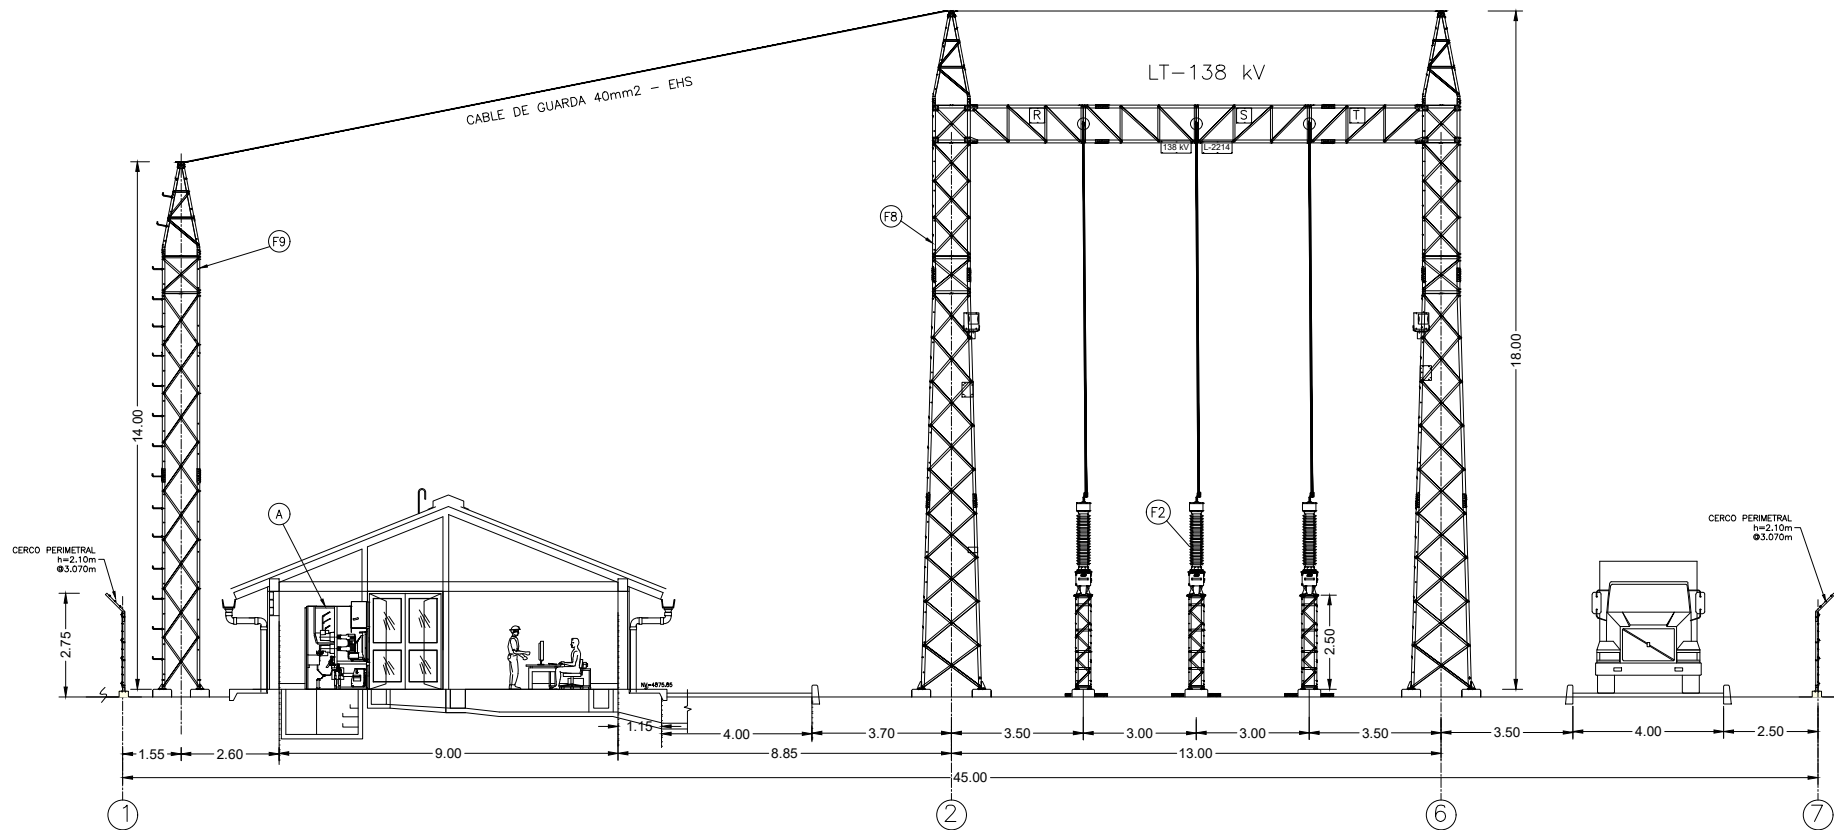 LT-138 kV
CABLE DE GUARDA 40mm2 - EHS
R
S
T
138 kV
L-2214
F8
F9
18.00
14.00
A
F2
CERCO PERIMETRAL
h=2.10m
@3.070m
CERCO PERIMETRAL
h=2.10m
@3.070m
2.75
2.50
NV=4875.85
1.15
4.00
3.70
3.50
3.00
3.00
3.50
3.50
4.00
2.50
1.55
2.60
9.00
8.85
13.00
45.00
1
2
6
7